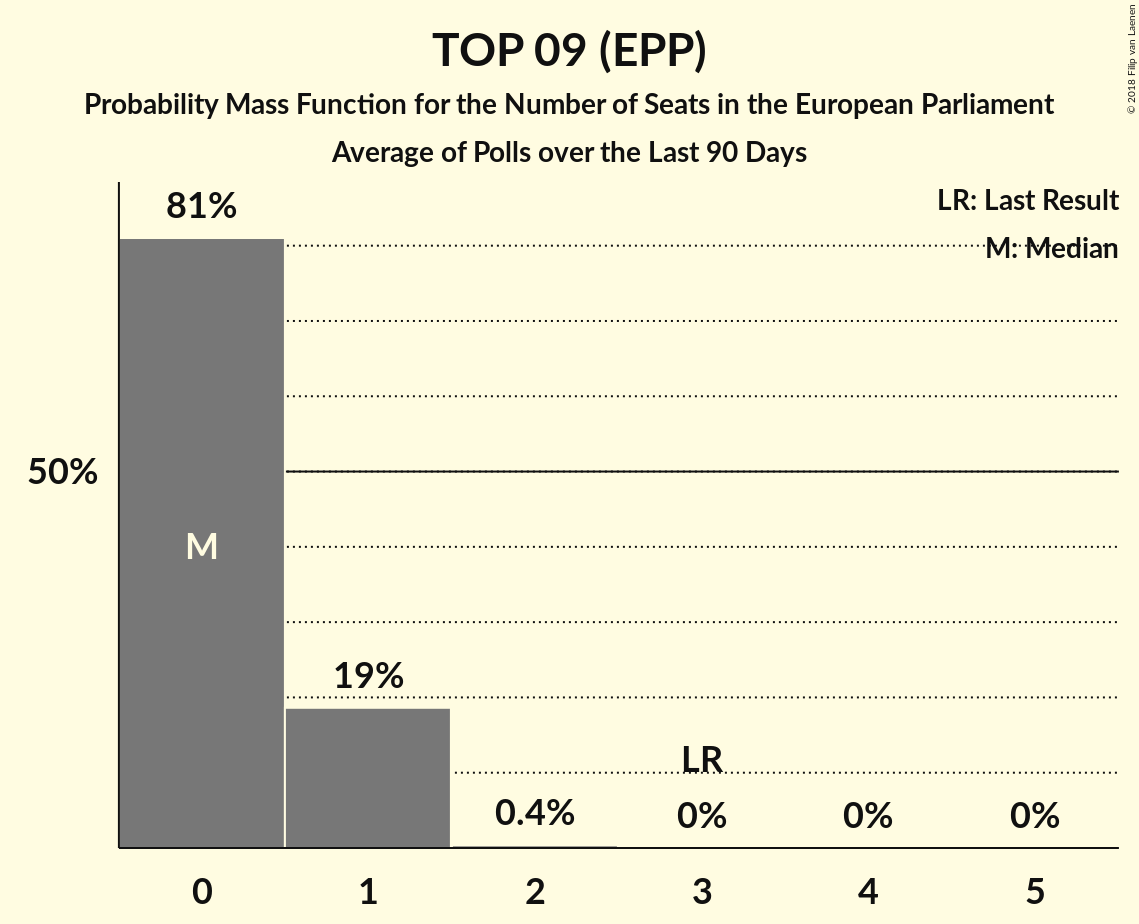 TOP 09 (EPP)
Probability Mass Function for the Number of Seats in the European Parliament
Average of Polls over the Last 90 Days
© 2018 Filip van Laenen
LR: Last Result
M: Median
81%
50%
M
19%
LR
0.4%
0%
0%
0%
0
1
2
3
4
5